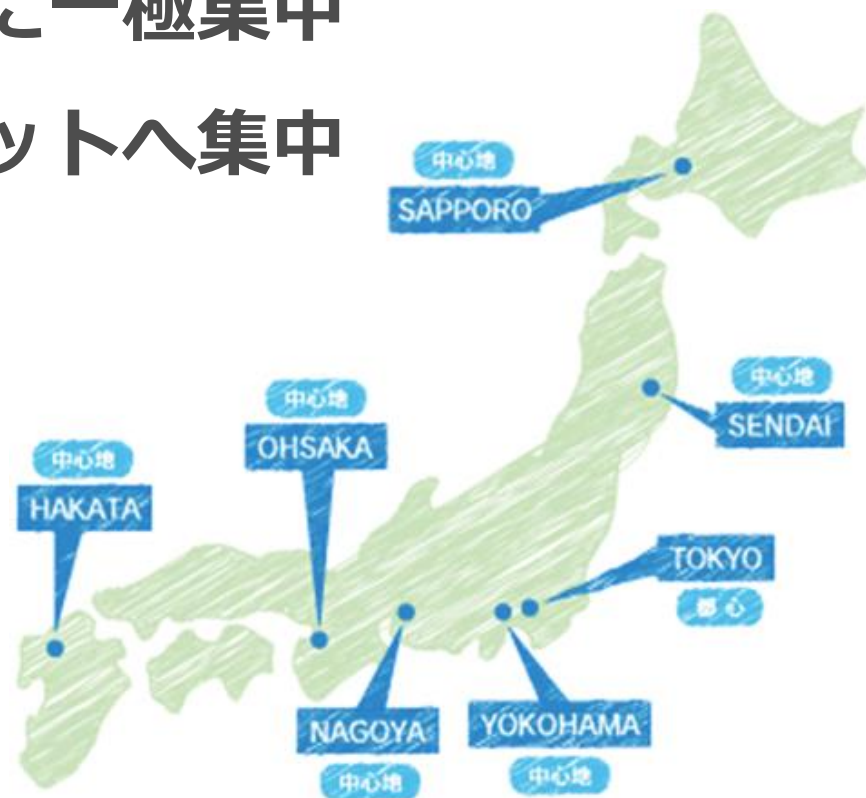 に一極集中
ットへ集中
中心地
SAPPORO
中心地
SENDAI
中心地
OHSAKA
中心地
HAKATA
TOKYO
都心
NAGOYA
中心地
YOKOHAMA
中心地